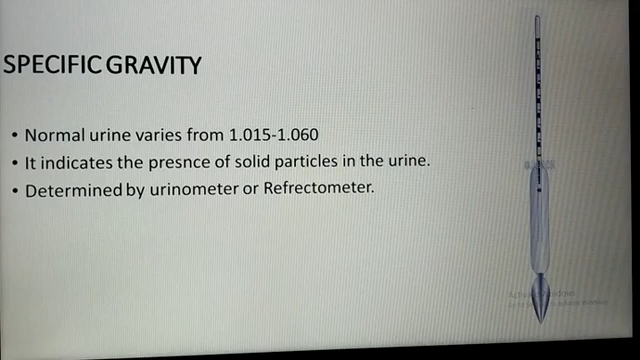 SPECIFIC GRAVITY
• Normal urine varies from 1.015-1.060
• It indicates the presnce of solid particles in the urine.
• Determined by urinometer or Refrectometer.